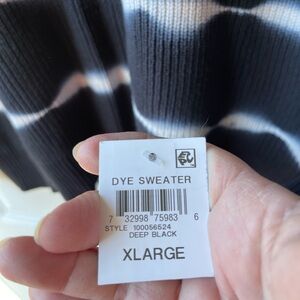 DYE SWEATER
7 32998 75983 6
STYLE 100056524
DEEP BLACK
XLARGE